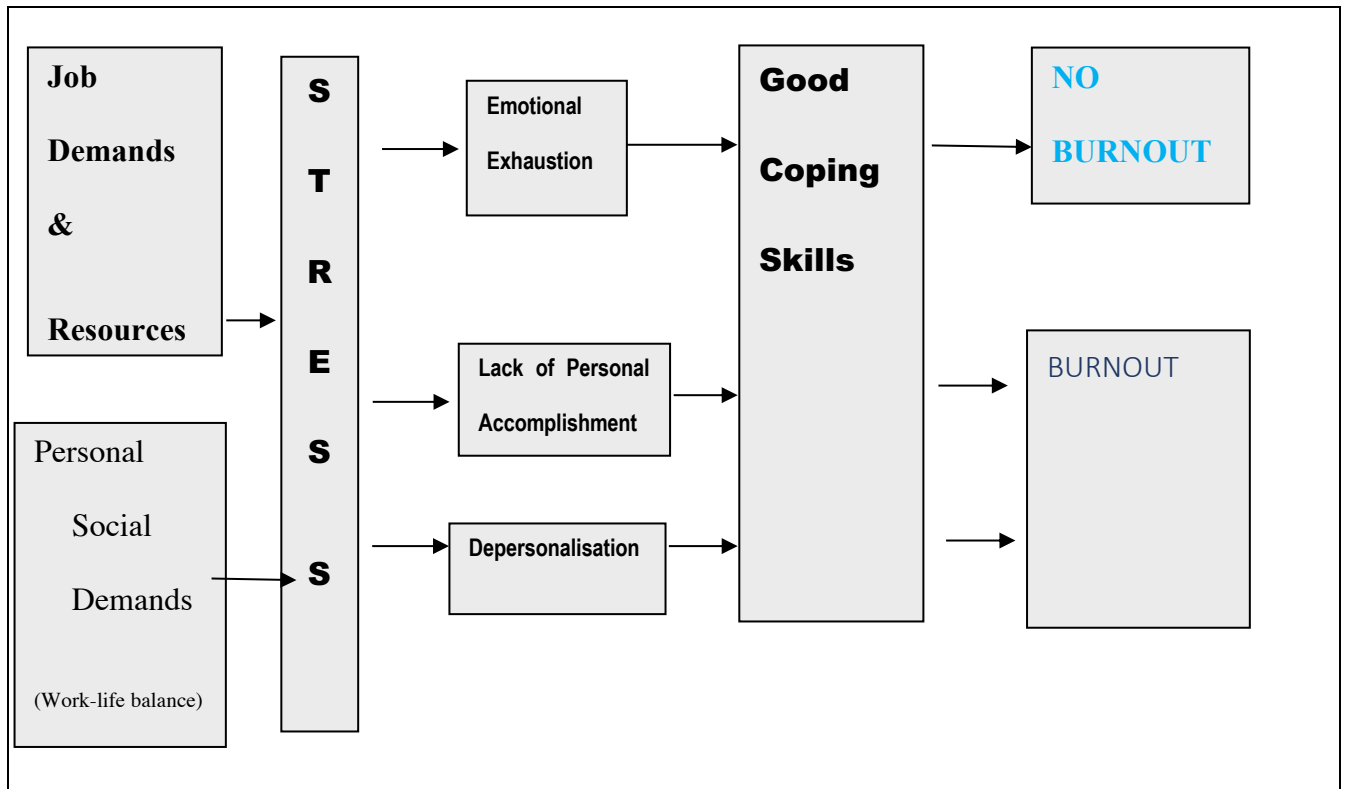 Job
Demands
&
Resources
Personal
Social
Demands
(Work-life balance)
S
T
R
E
S
S
Emotional
Exhaustion
Lack of Personal
Accomplishment
Depersonalisation
Good
Coping
Skills
NO
BURNOUT
BURNOUT